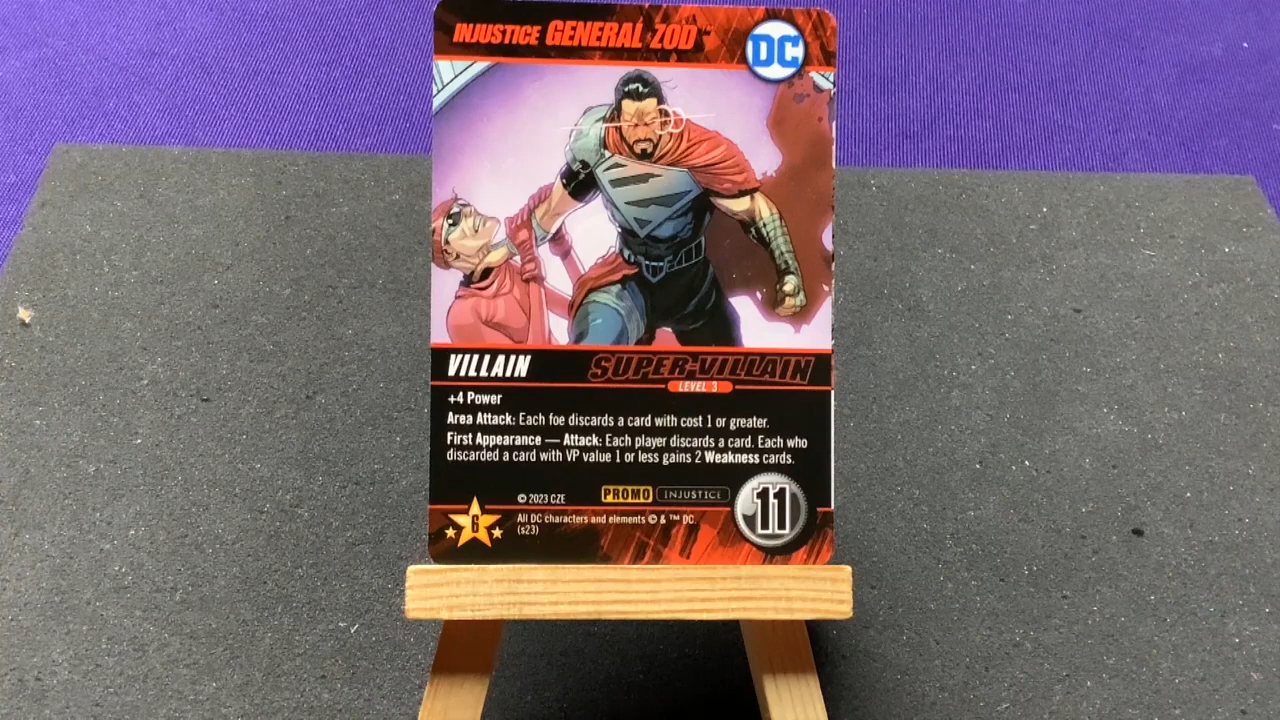 INJUSTICE GENERAL ZOD™
DC
VILLAIN
SUPER-VILLAIN
LEVEL 3
+4 Power
Area Attack: Each foe discards a card with cost 1 or greater.
First Appearance — Attack: Each player discards a card. Each who
discarded a card with VP value 1 or less gains 2 Weakness cards.
© 2023 CZE
PROMO
INJUSTICE
11
6
All DC characters and elements © & ™ DC.
(s23)